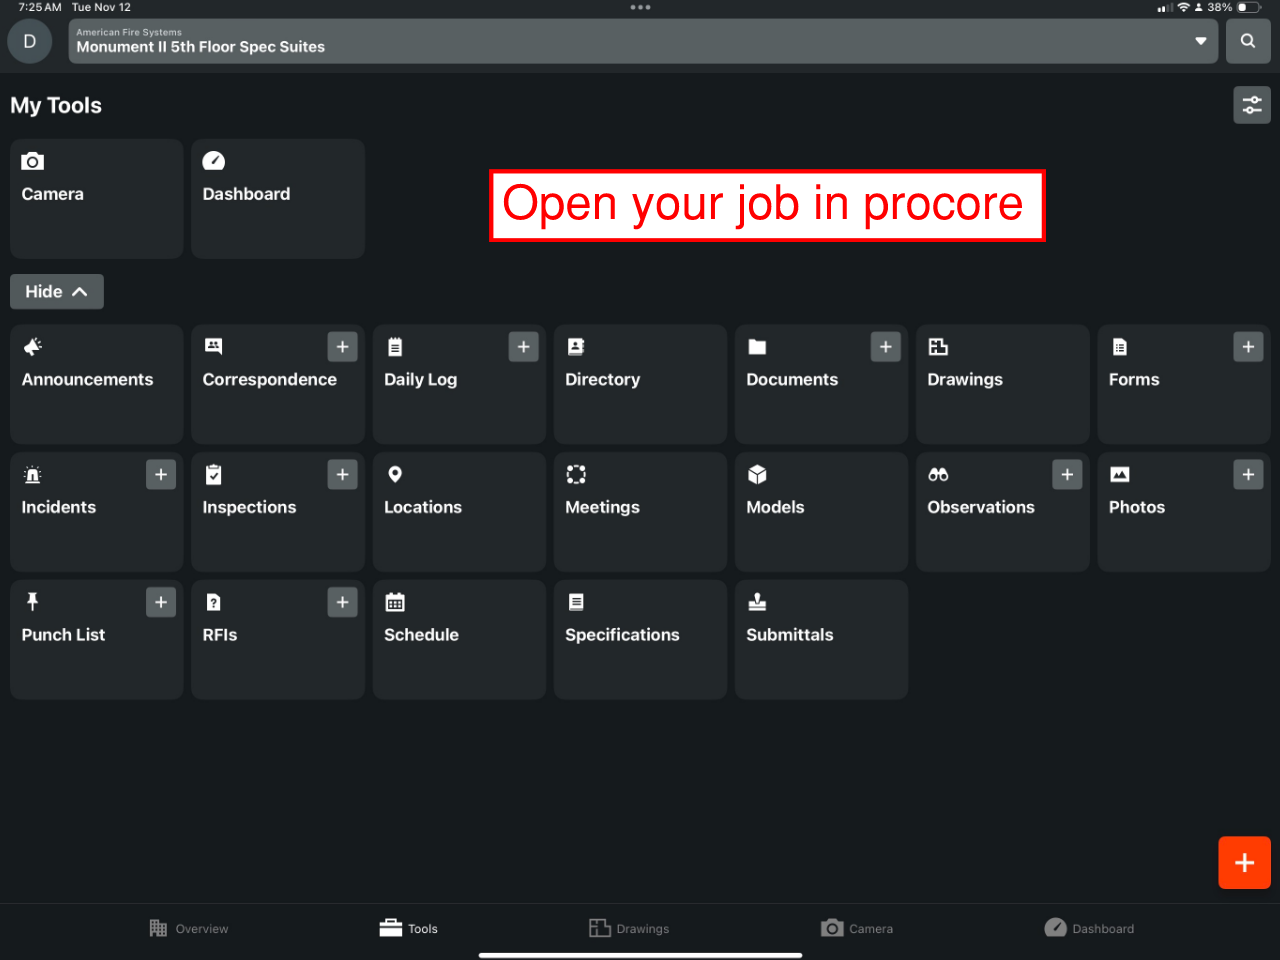 7:25 AM Tue Nov 12
38%
D
American Fire Systems
Monument II 5th Floor Spec Suites
My Tools
Camera
Dashboard
Open your job in procore
Hide
Announcements
Correspondence
Daily Log
Directory
Documents
Drawings
Forms
Incidents
Inspections
Locations
Meetings
Models
Observations
Photos
Punch List
RFIs
Schedule
Specifications
Submittals
Overview
Tools
Drawings
Camera
Dashboard